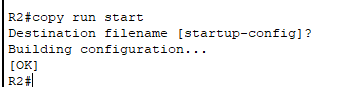 R2#copy run start
Destination filename [startup-config]?
Building configuration...
[OK]
R2#